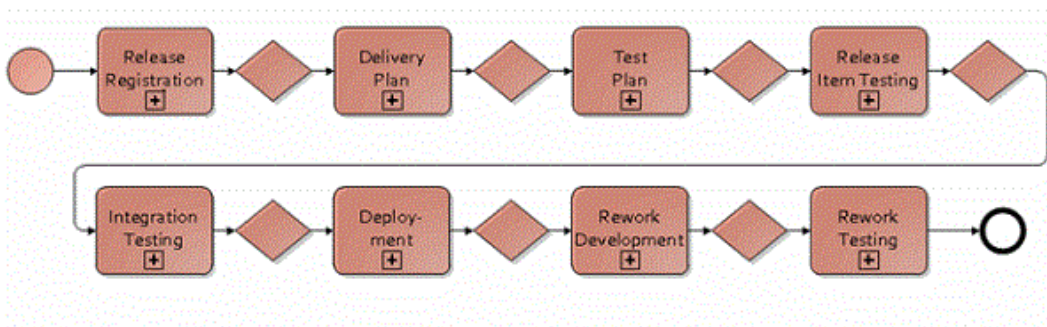 Release
Registration
Delivery
Plan
Test
Plan
Release
Item Testing
Integration
Testing
Deploy-
ment
Rework
Development
Rework
Testing